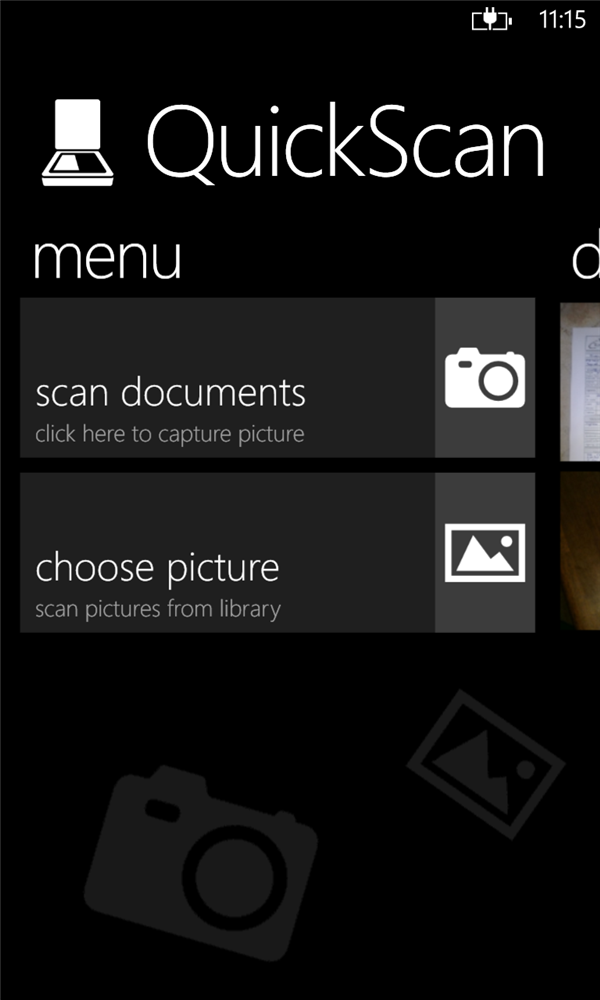 11:15
QuickScan
menu
d
scan documents
click here to capture picture
choose picture
scan pictures from library